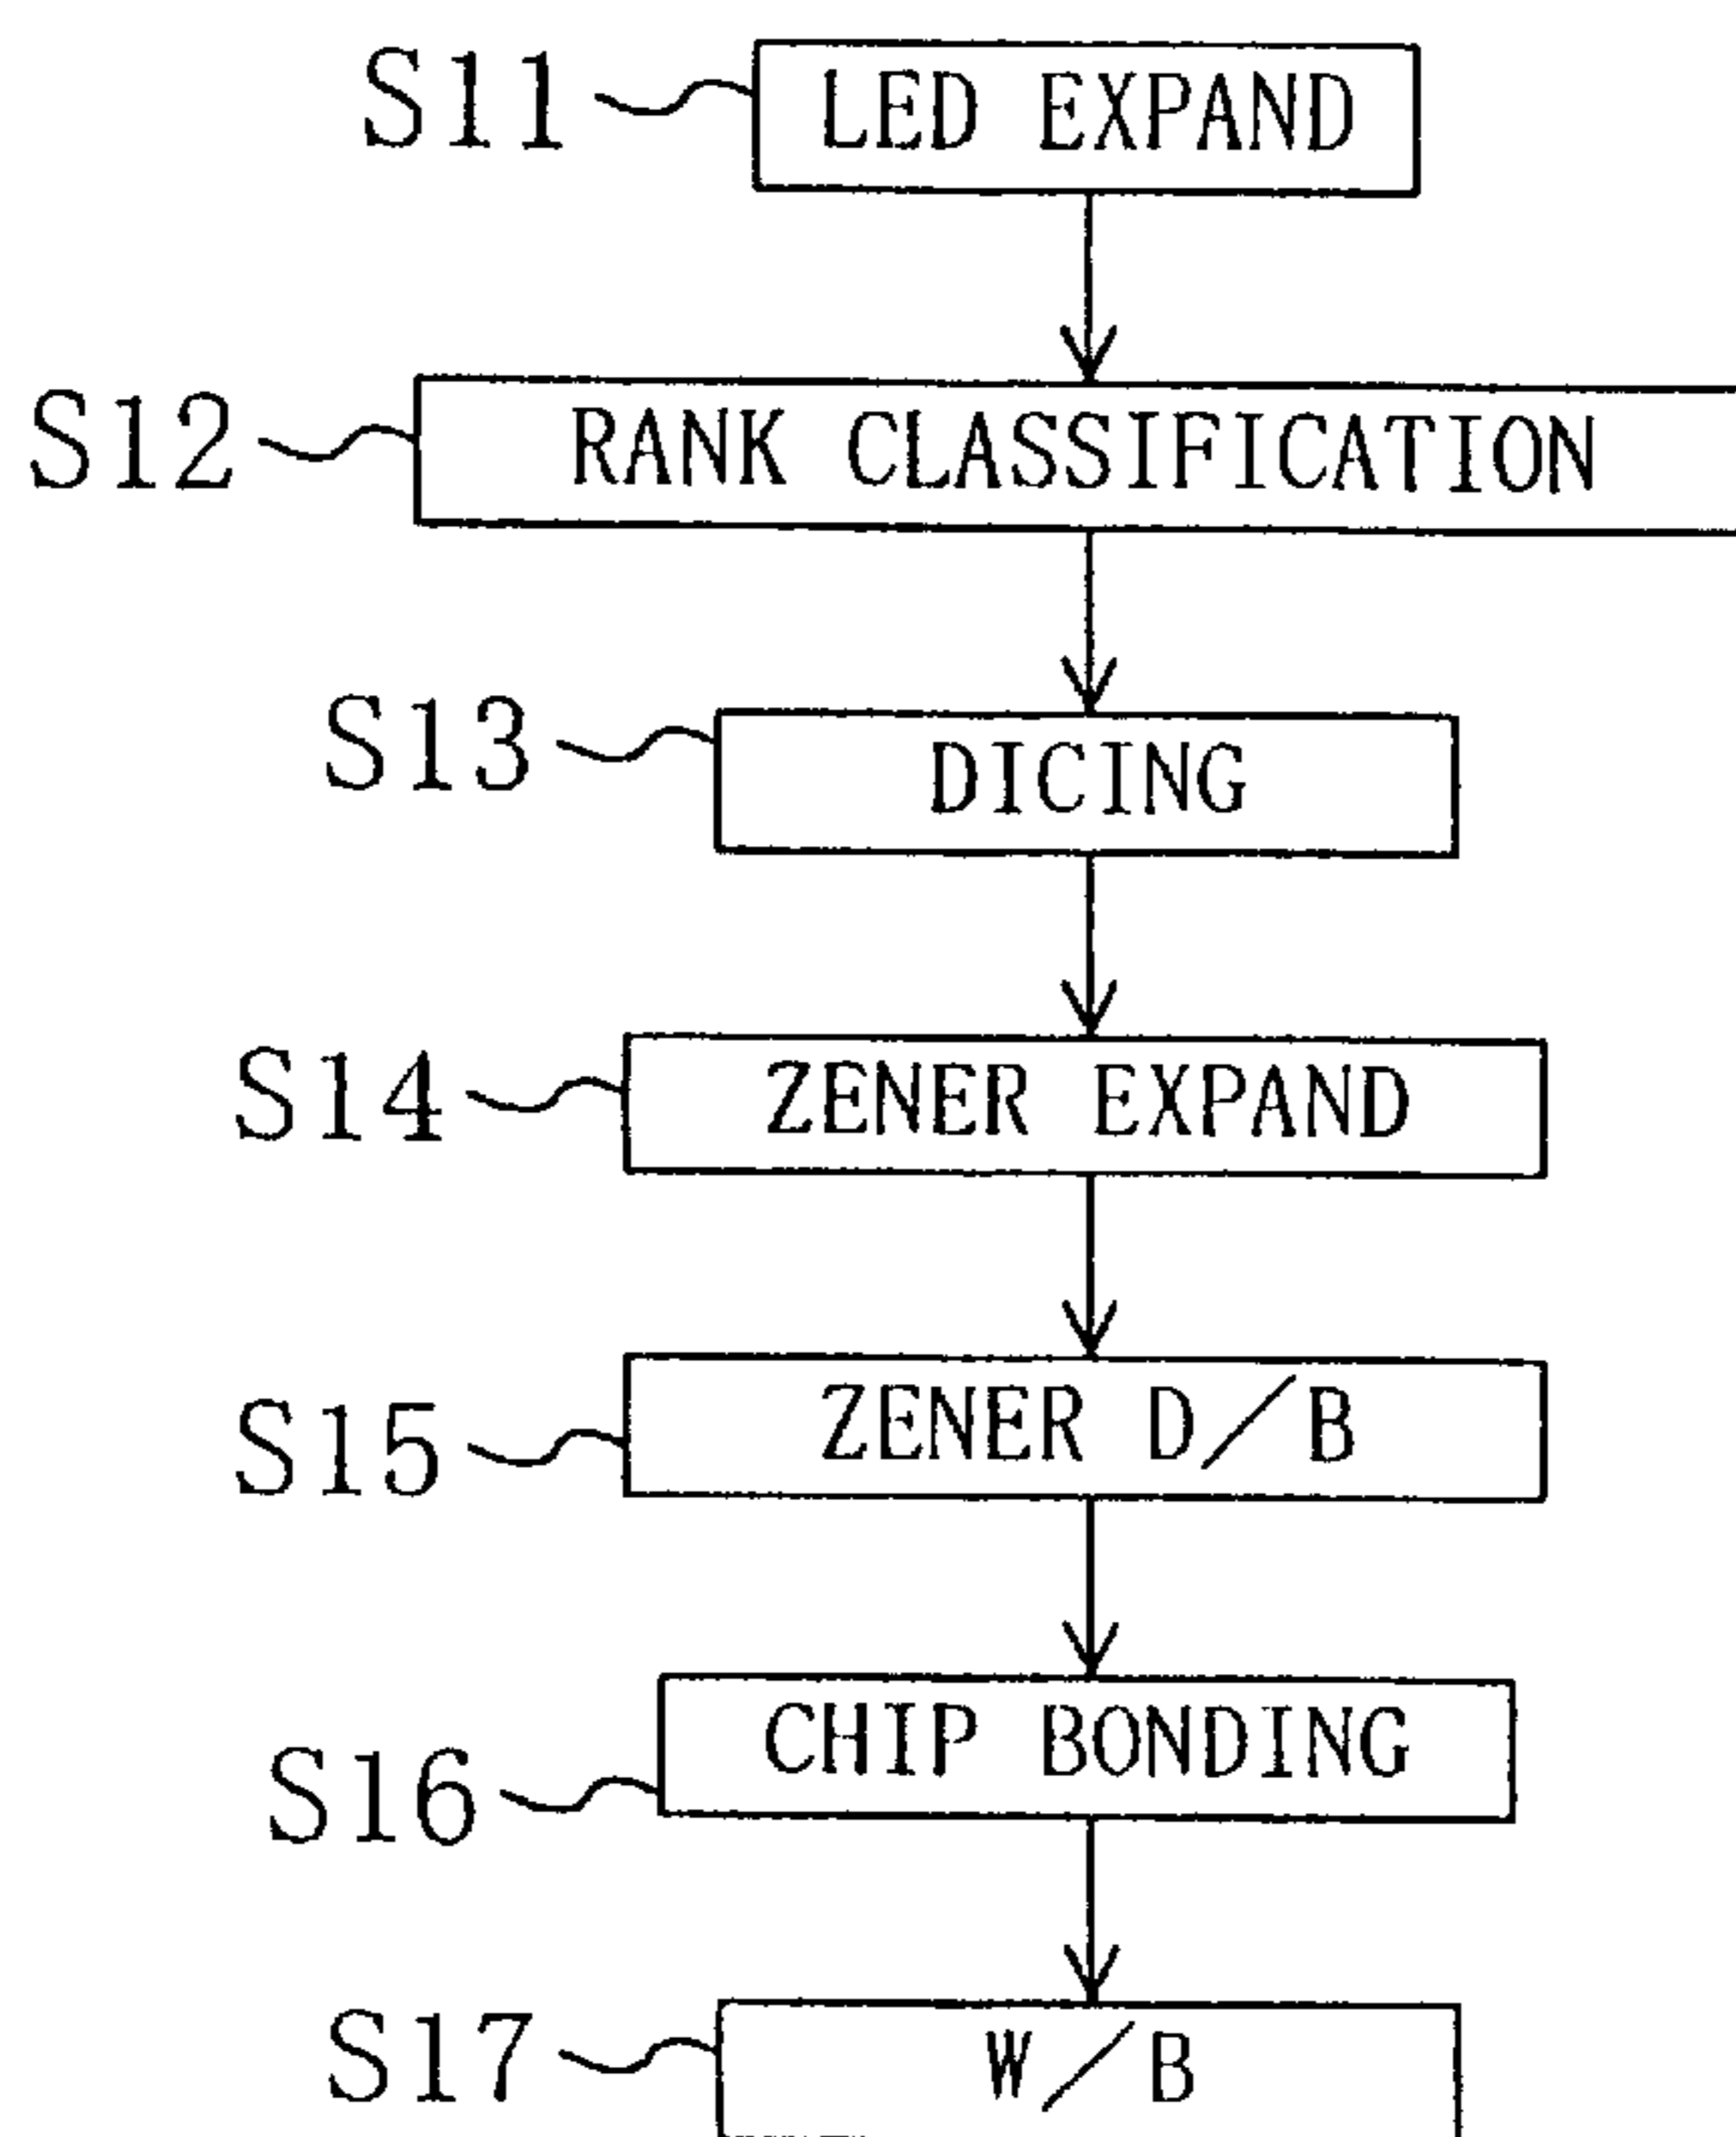 S11 LED EXPAND
S12 RANK CLASSIFICATION
S13 DICING
S14 ZENER EXPAND
S15 ZENER D/B
S16 CHIP BONDING
S17 W/B